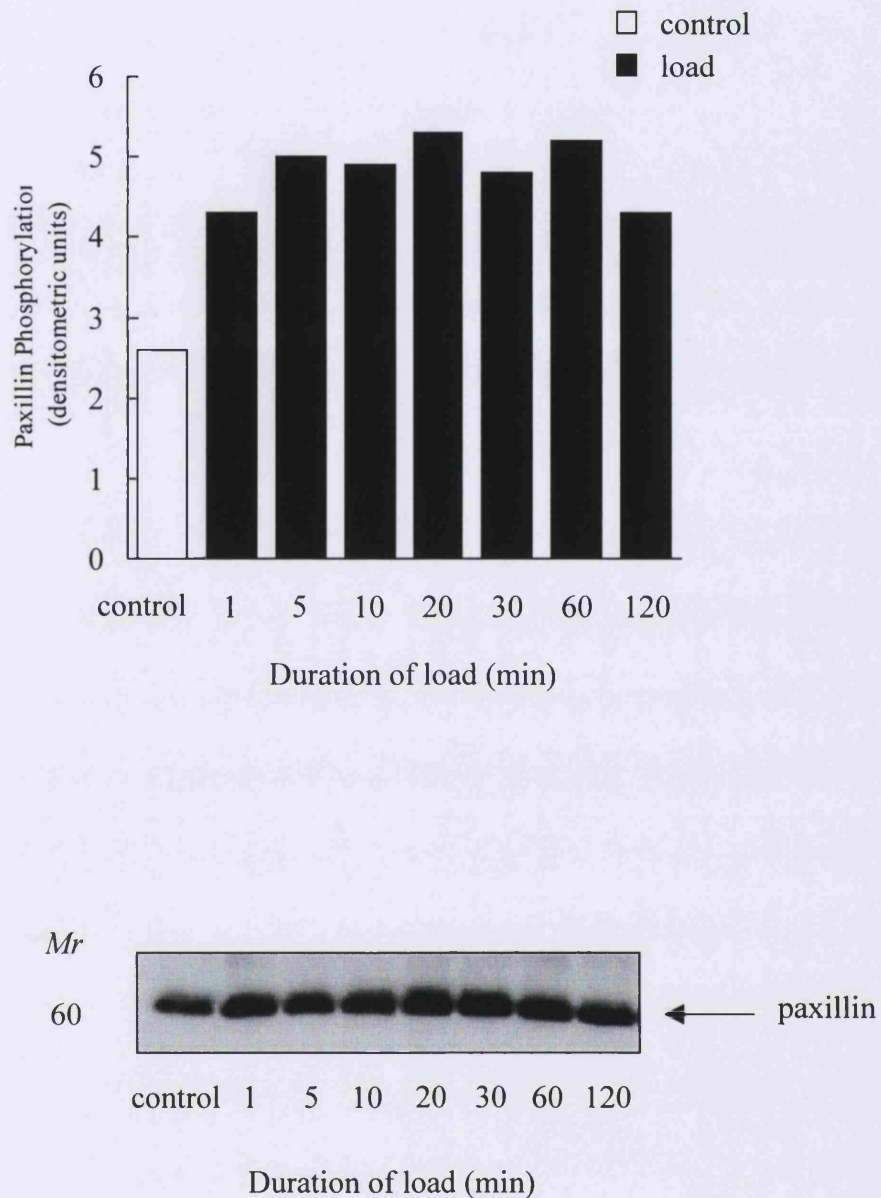 control
load
Paxillin Phosphorylation
(densitometric units)
6
5
4
3
2
1
0
control 1 5 10 20 30 60 120
Duration of load (min)
Mr
60
paxillin
control 1 5 10 20 30 60 120
Duration of load (min)